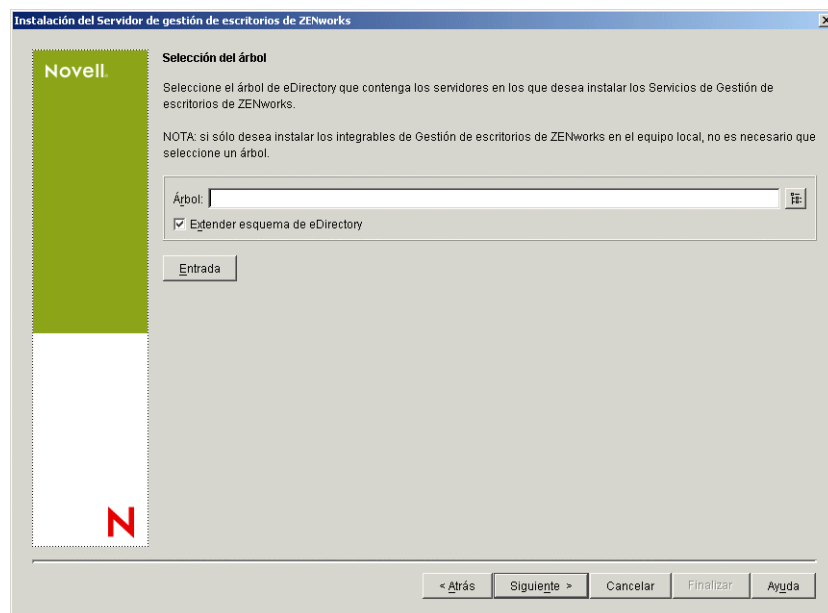 Instalación del Servidor de gestión de escritorios de ZENworks
Novell.
Selección del árbol
Seleccione el árbol de eDirectory que contenga los servidores en los que desea instalar los Servicios de Gestión de
escritorios de ZENworks.
NOTA: si sólo desea instalar los integrables de Gestión de escritorios de ZENworks en el equipo local, no es necesario que
seleccione un árbol.
Árbol:
Extender esquema de eDirectory
Entrada
N
< Atrás
Siguiente >
Cancelar
Finalizar
Ayuda